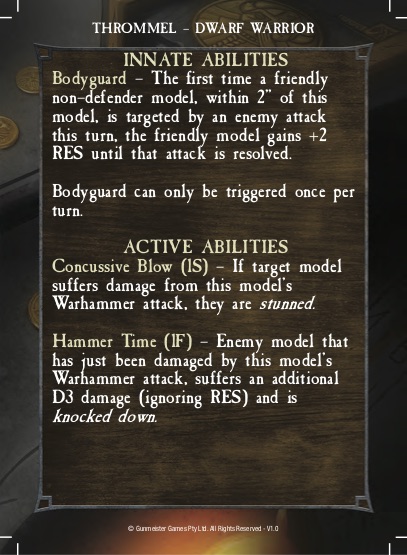 THROMMEL – DWARF WARRIOR
INNATE ABILITIES
Bodyguard – The first time a friendly
non-defender model, within 2" of this
model, is targeted by an enemy attack
this turn, the friendly model gains +2
RES until that attack is resolved.
Bodyguard can only be triggered once per
turn.
ACTIVE ABILITIES
Concussive Blow (1S) – If target model
suffers damage from this model's
Warhammer attack, they are stunned.
Hammer Time (1F) – Enemy model that
has just been damaged by this model's
Warhammer attack, suffers an additional
D3 damage (ignoring RES) and is
knocked down.
© Gunmeister Games Pty Ltd. All Rights Reserved - V1.0